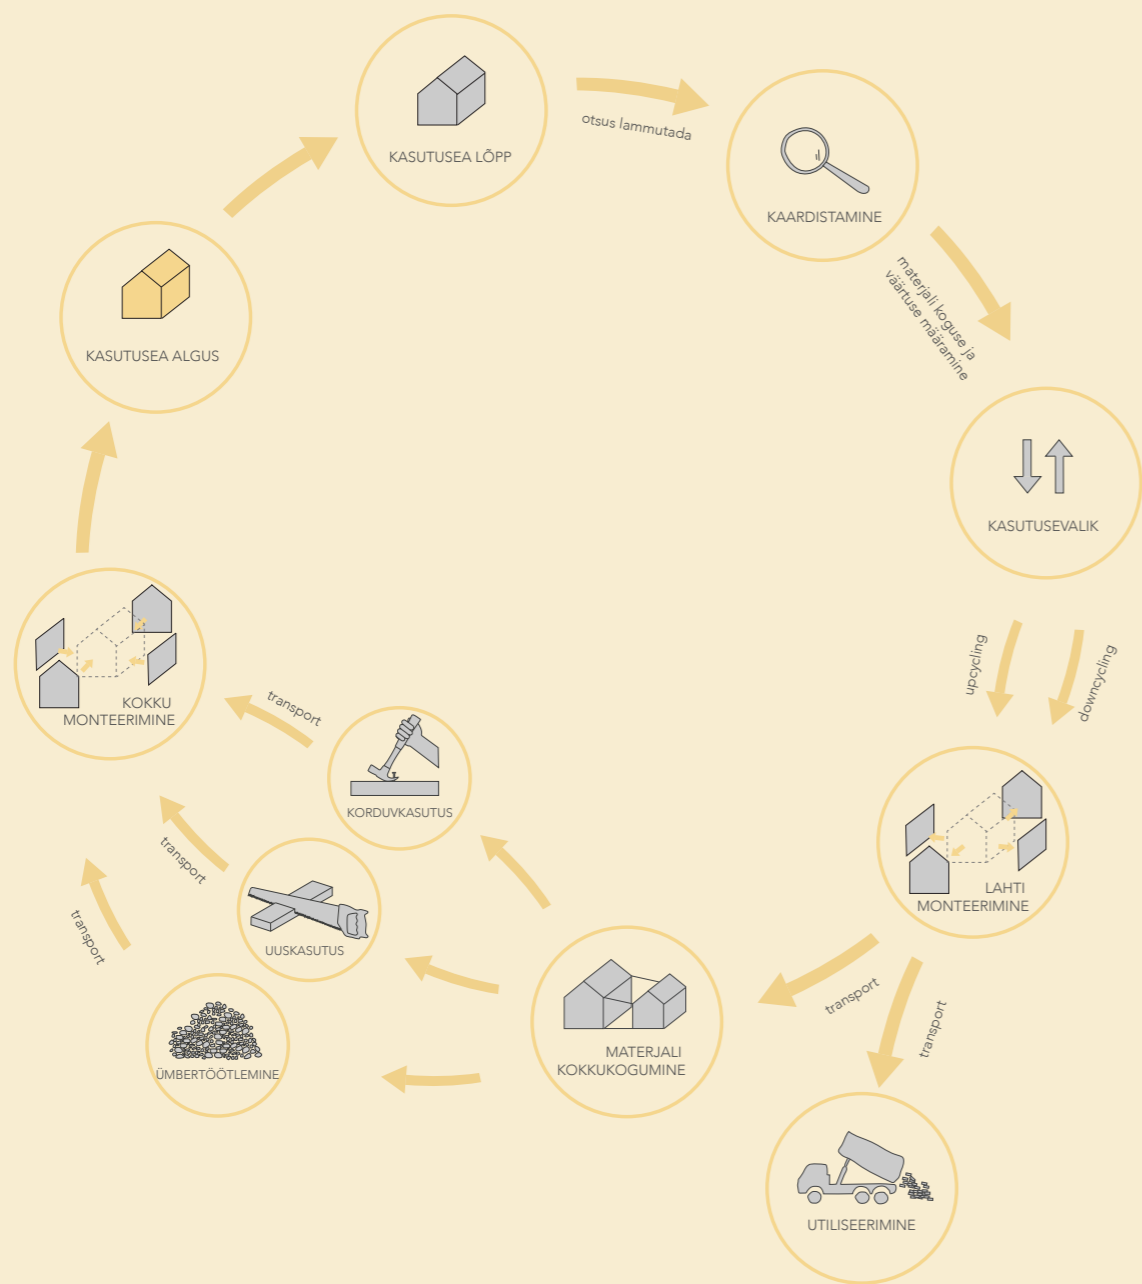 KASUTUSEA LÕPP
otsus lammutada
KAARDISTAMINE
materjali koguse ja
väärtuse määramine
KASUTUSEVALIK
upcycling
downcycling
LAHTI
MONTEERIMINE
transport
transport
UTILISEERIMINE
MATERJALI
KOKKUKOGUMINE
KORDUVKASUTUS
UUSKASUTUS
ÜMBERTÖÖTLEMINE
transport
transport
transport
KOKKU
MONTEERIMINE
KASUTUSEA ALGUS